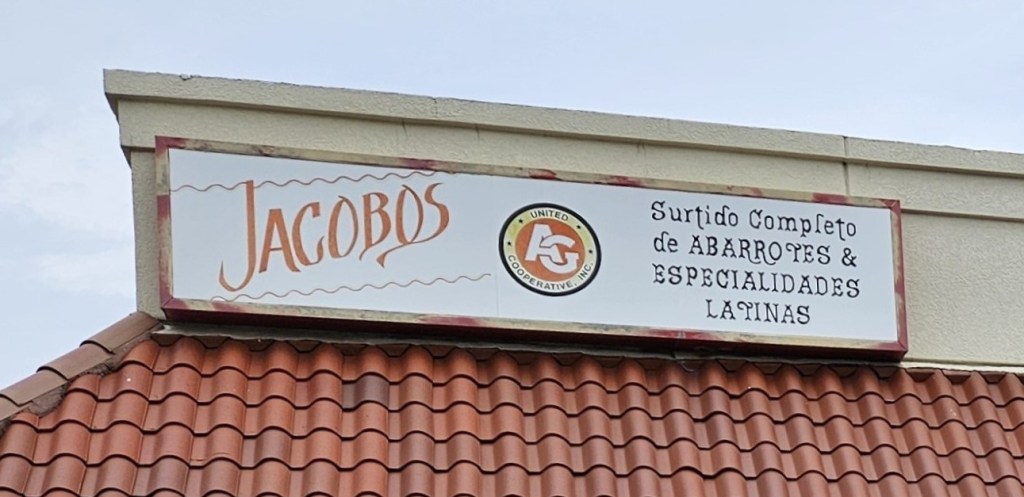 JACOBOS
UNITED
AG
COOPERATIVE, INC.
Surtido Completo
de ABARROTES &
ESPECIALIDADES
LATINAS